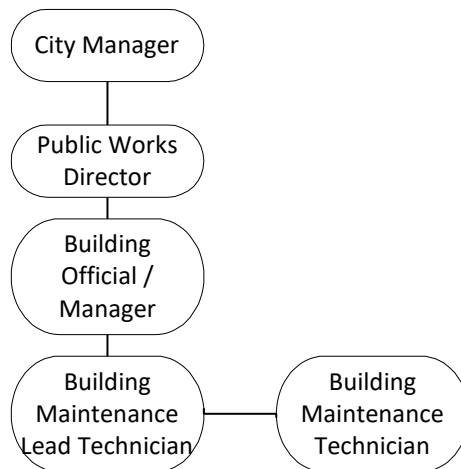 City Manager
Public Works
Director
Building
Official /
Manager
Building
Maintenance
Lead Technician
Building
Maintenance
Technician